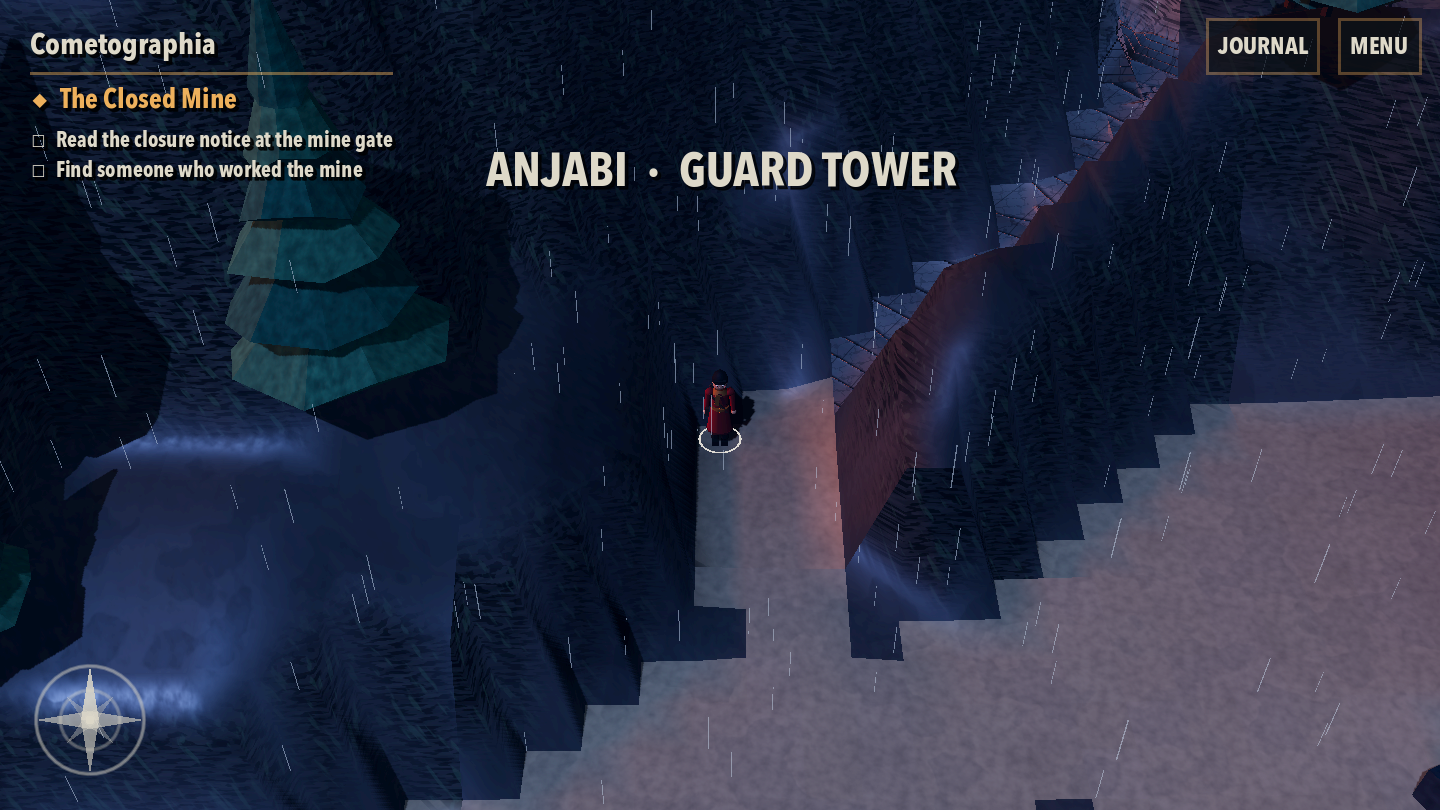 Cometographia
The Closed Mine
Read the closure notice at the mine gate
Find someone who worked the mine
ANJABI · GUARD TOWER
JOURNAL
MENU